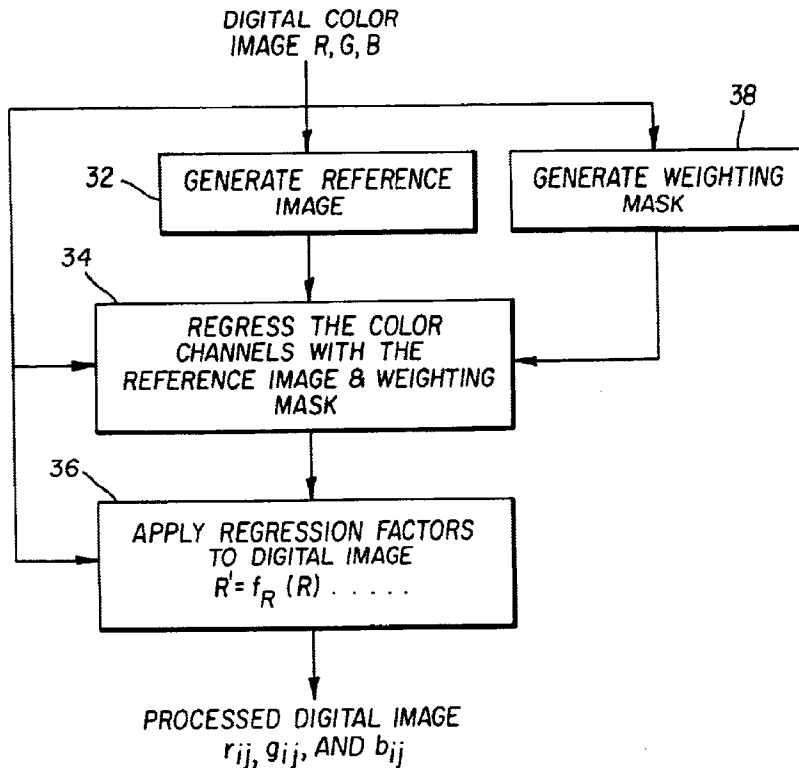 DIGITAL COLOR
IMAGE R, G, B
38
32
GENERATE REFERENCE
IMAGE
GENERATE WEIGHTING
MASK
34
REGRESS THE COLOR
CHANNELS WITH THE
REFERENCE IMAGE & WEIGHTING
MASK
36
APPLY REGRESSION FACTORS
TO DIGITAL IMAGE
R' = f_R (R) . . . . .
PROCESSED DIGITAL IMAGE
r_ij, g_ij, AND b_ij